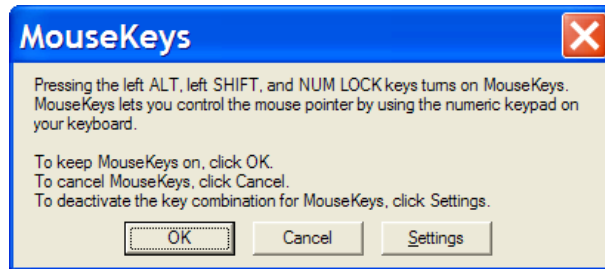 MouseKeys
Pressing the left ALT, left SHIFT, and NUM LOCK keys turns on MouseKeys.
MouseKeys lets you control the mouse pointer by using the numeric keypad on
your keyboard.
To keep MouseKeys on, click OK.
To cancel MouseKeys, click Cancel.
To deactivate the key combination for MouseKeys, click Settings.
OK Cancel Settings